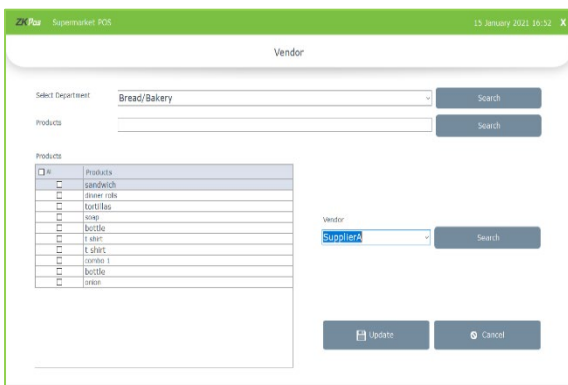 ZKPos Supermarket POS 15 January 2021 16:52 X
Vendor
Select Department Bread/Bakery Search
Products Search
Products
Al Products
sandwich
dinner rolls
tortillas
soap
bottle
t shirt
t shirt
combo 1
bottle
onion
Vendor
SupplierA Search
Update Cancel